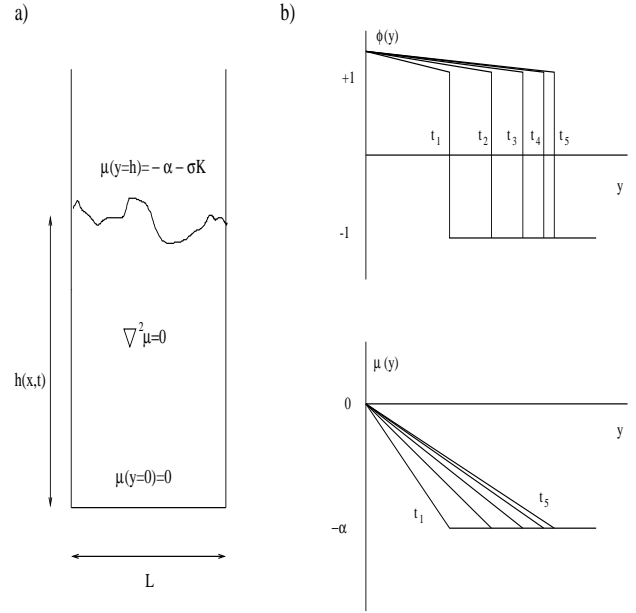 a)
μ(y=h)=−α−σK
∇²μ=0
h(x,t)
μ(y=0)=0
L
b)
ϕ(y)
+1
t₁ t₂ t₃ t₄ t₅
y
-1
μ(y)
0
y
t₅
t₁
−α